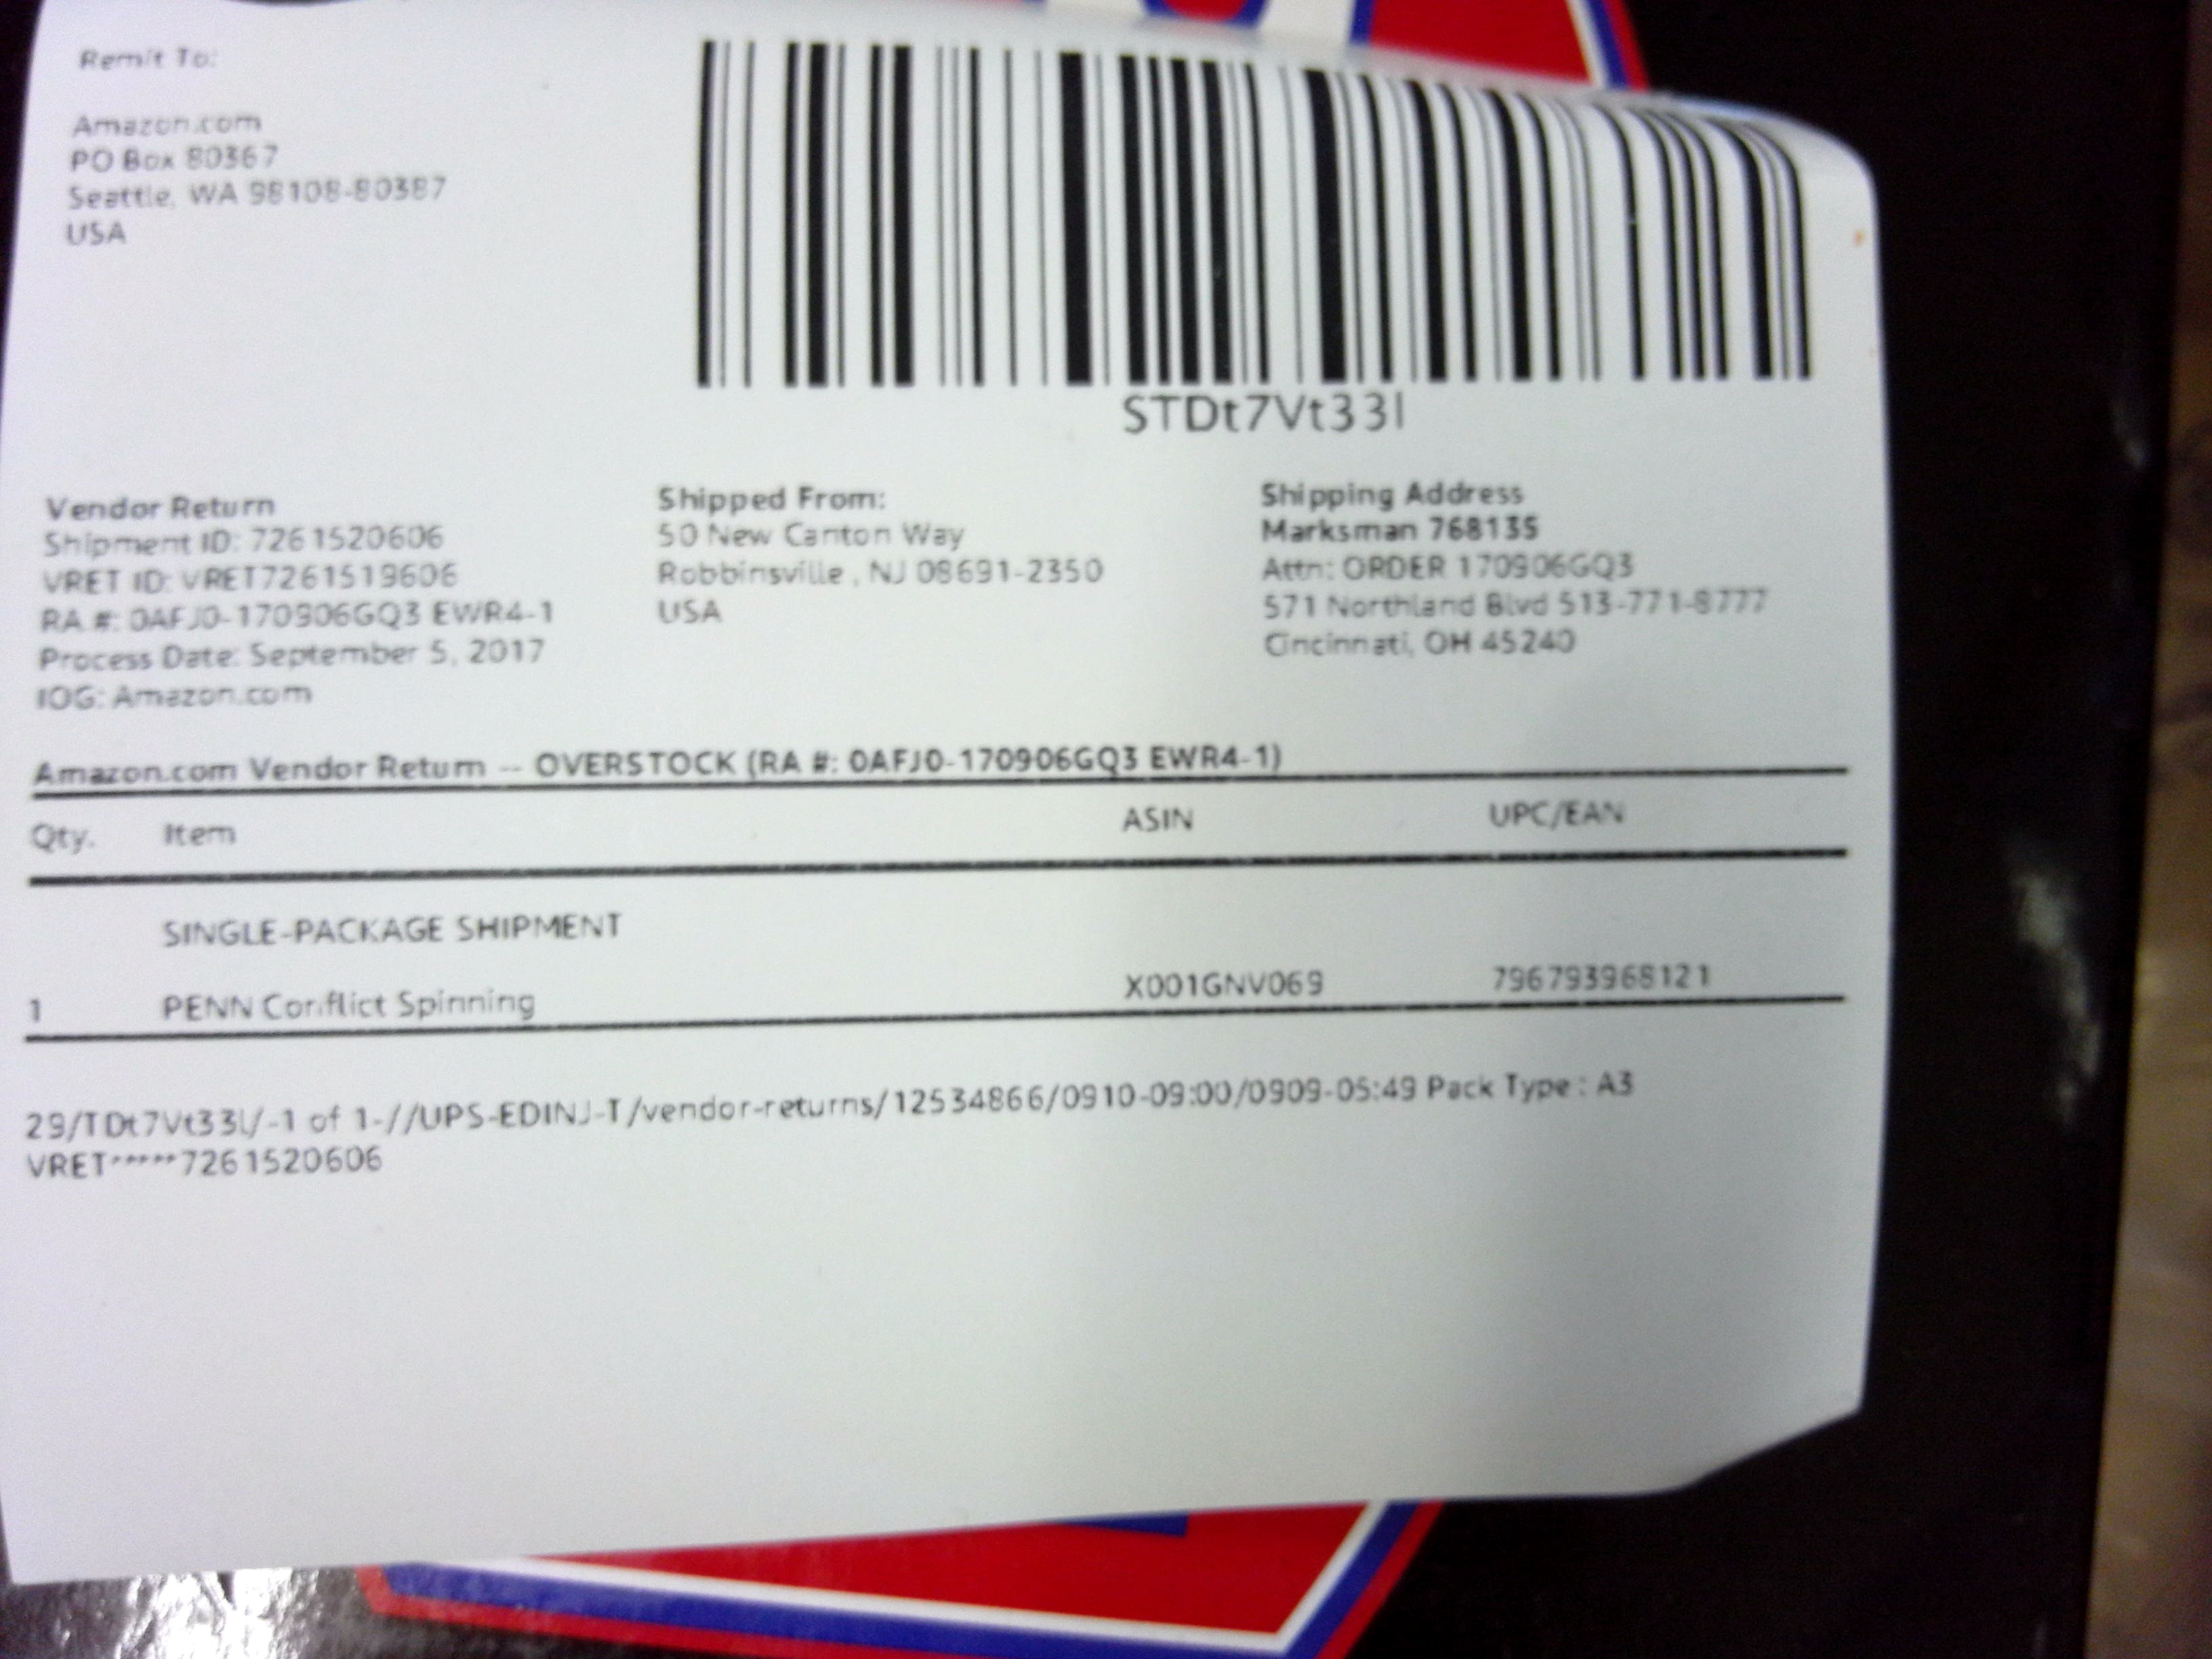 Remit To:
Amazon.com
PO Box 80367
Seattle, WA 98108-80387
USA
STDt7Vt33l
Vendor Return
Shipment ID: 7261520606
VRET ID: VRET7261519606
RA #: 0AFJ0-170906GQ3 EWR4-1
Process Date: September 5, 2017
IOG: Amazon.com
Shipped From:
50 New Canton Way
Robbinsville , NJ 08691-2350
USA
Shipping Address
Marksman 768135
Attn: ORDER 170906GQ3
571 Northland Blvd 513-771-8777
Cincinnati, OH 45240
Amazon.com Vendor Return -- OVERSTOCK (RA #: 0AFJ0-170906GQ3 EWR4-1)
Qty. Item ASIN UPC/EAN
SINGLE-PACKAGE SHIPMENT
1 PENN Conflict Spinning X001GNV069 796793968121
29/TDt7Vt33l/-1 of 1-//UPS-EDINJ-T/vendor-returns/12534866/0910-09:00/0909-05:49 Pack Type : A3
VRET*****7261520606